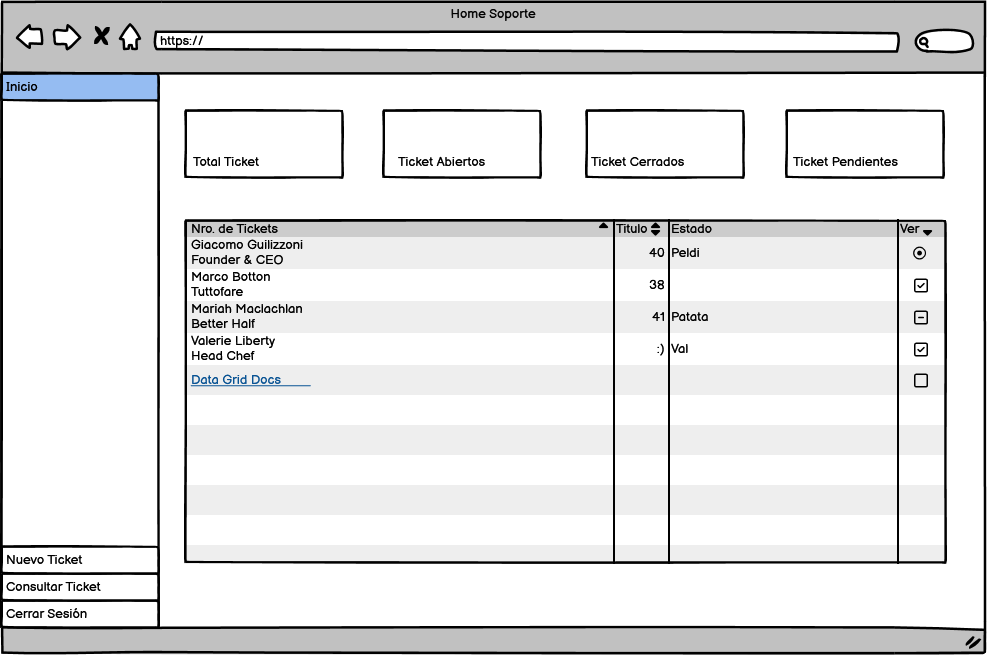 Home Soporte
https://
Inicio
Total Ticket
Ticket Abiertos
Ticket Cerrados
Ticket Pendientes
Nro. de Tickets Titulo Estado Ver
Giacomo Guilizzoni
Founder & CEO
40 Peldi
Marco Botton
Tuttofare
38
Mariah Maclachlan
Better Half
41 Patata
Valerie Liberty
Head Chef
:) Val
Data Grid Docs
Nuevo Ticket
Consultar Ticket
Cerrar Sesión